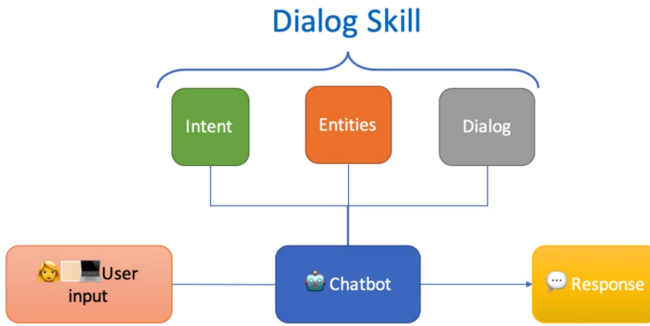 Dialog Skill
Intent
Entities
Dialog
User
input
Chatbot
Response